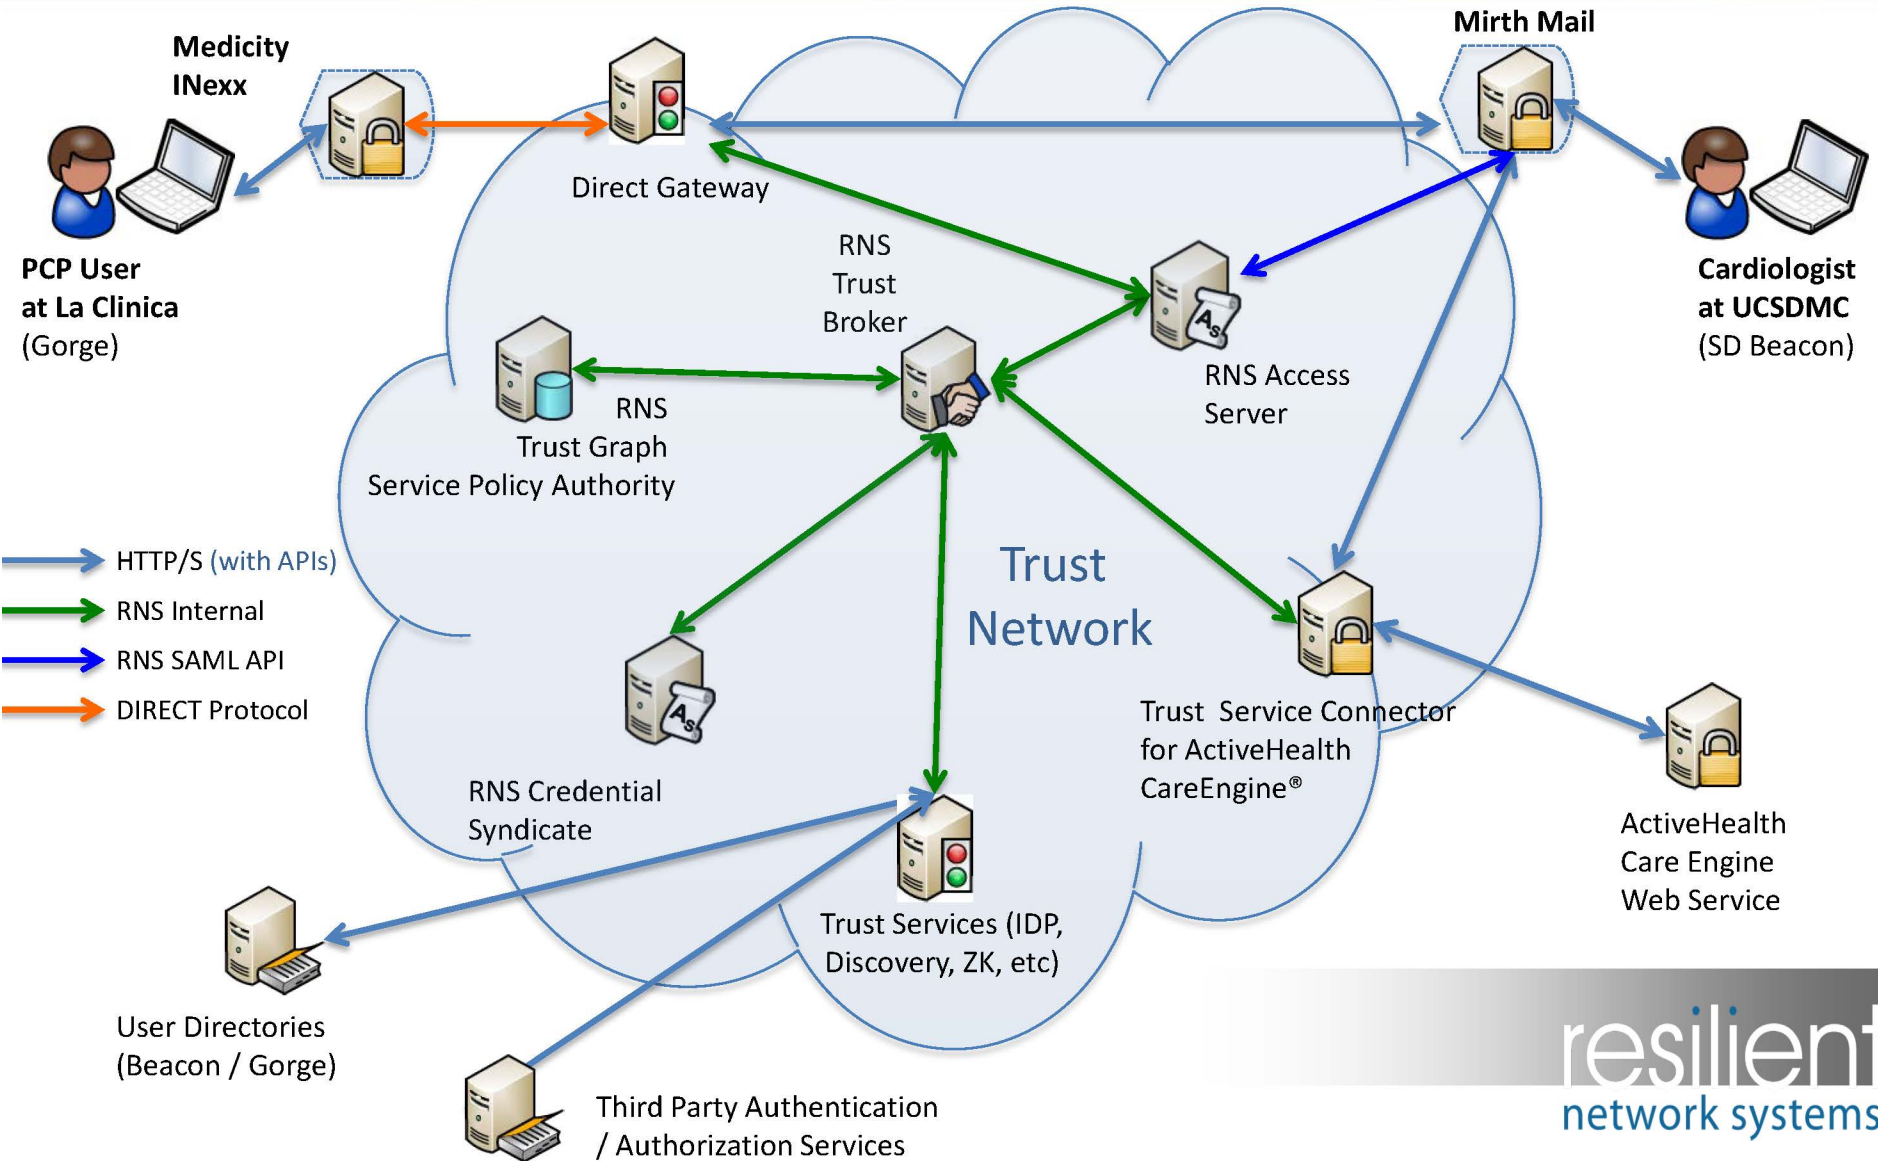 Medicity
INexx
Mirth Mail
Direct Gateway
PCP User
at La Clinica
(Gorge)
RNS
Trust
Broker
Cardiologist
at UCSDMC
(SD Beacon)
As
RNS Access
Server
RNS
Trust Graph
Service Policy Authority
HTTP/S (with APIs)
RNS Internal
RNS SAML API
DIRECT Protocol
Trust
Network
As
Trust Service Connector
for ActiveHealth
CareEngine®
RNS Credential
Syndicate
ActiveHealth
Care Engine
Web Service
Trust Services (IDP,
Discovery, ZK, etc)
User Directories
(Beacon / Gorge)
Third Party Authentication
/ Authorization Services
resilient
network systems